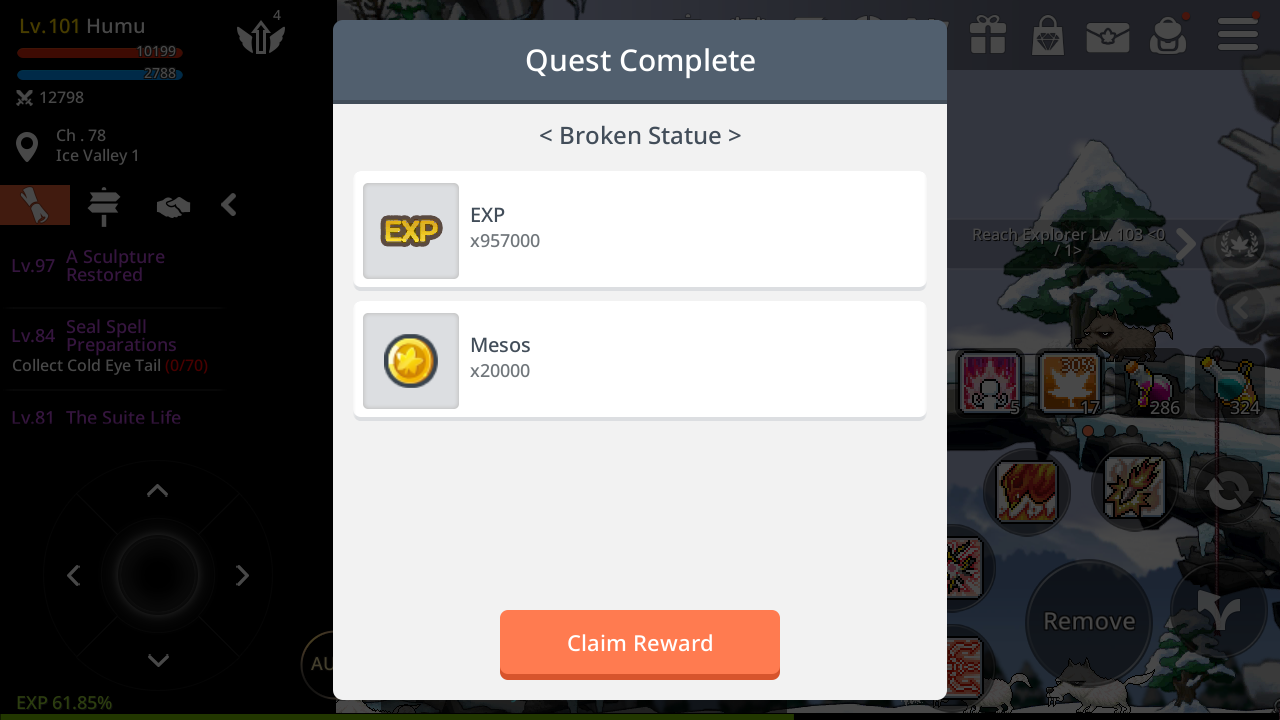 Lv.101 Humu
4
10199
2788
12798
Ch . 78
Ice Valley 1
Lv.97 A Sculpture
Restored
Lv.84 Seal Spell
Preparations
Collect Cold Eye Tail (0/70)
Lv.81 The Suite Life
AU
EXP 61.85%
Quest Complete
< Broken Statue >
EXP
EXP
x957000
Mesos
x20000
Claim Reward
Reach Explorer Lv. 103 <0
/ 1>
5
30%
17
286
324
Remove